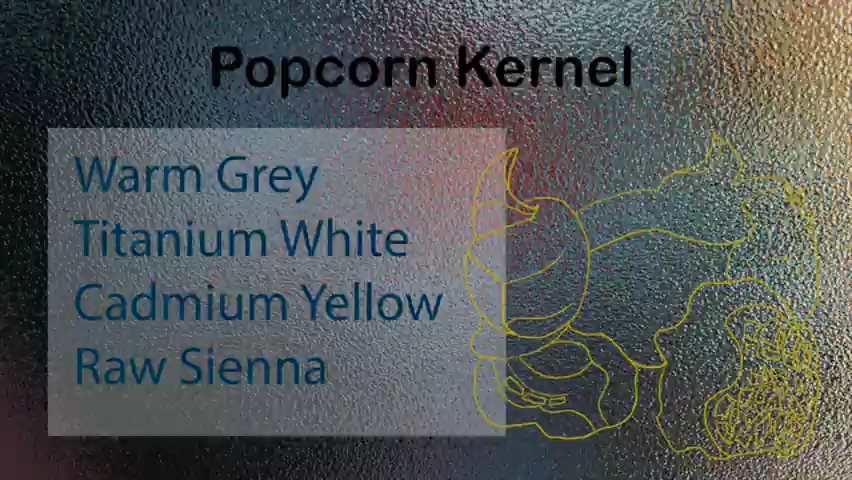 Popcorn Kernel
Warm Grey
Titanium White
Cadmium Yellow
Raw Sienna